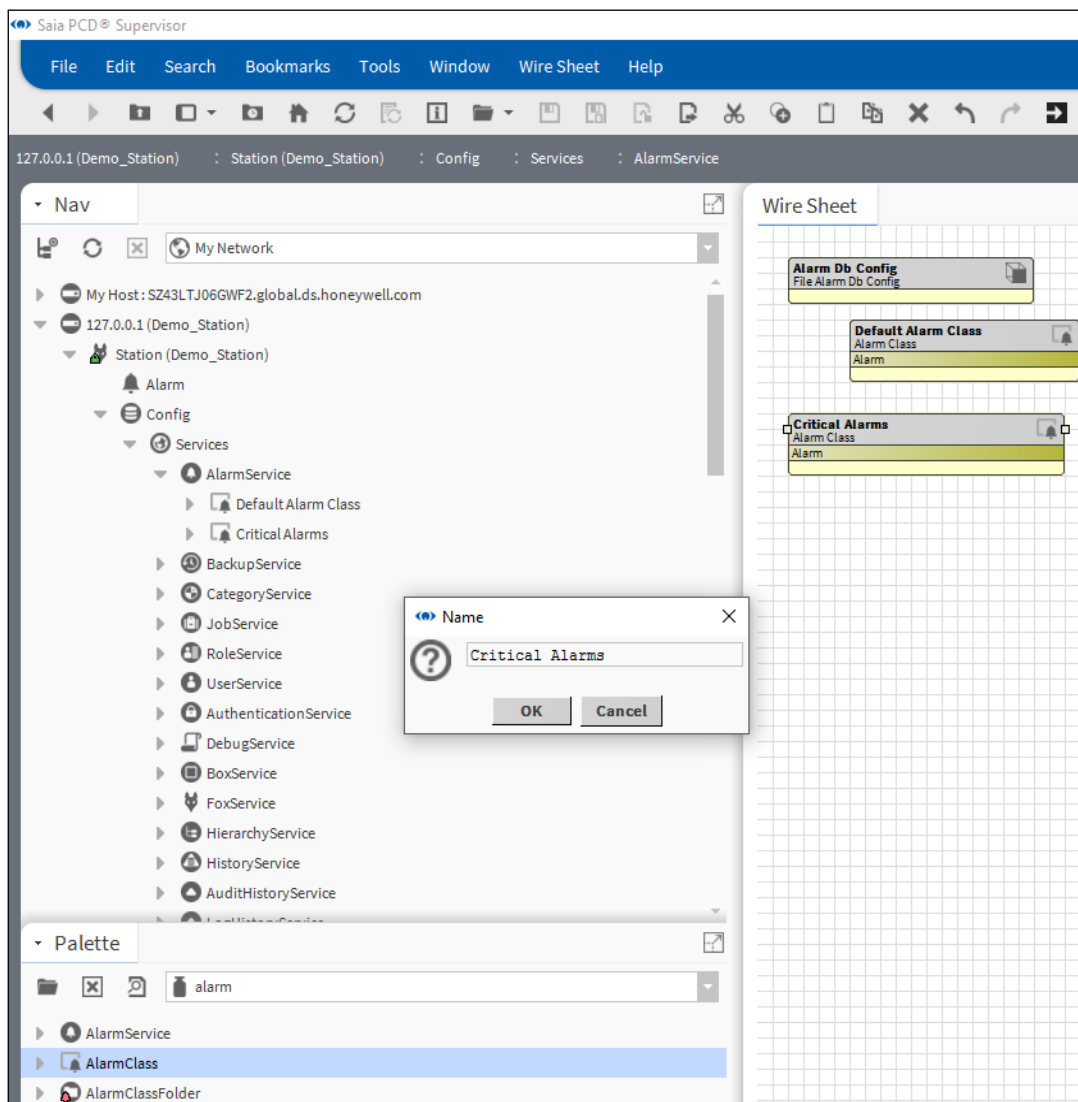 Saia PCD® Supervisor
File Edit Search Bookmarks Tools Window Wire Sheet Help
127.0.0.1 (Demo_Station) : Station (Demo_Station) : Config : Services : AlarmService
Nav
My Network
My Host : SZ43LTJ06GWF2.global.ds.honeywell.com
127.0.0.1 (Demo_Station)
Station (Demo_Station)
Alarm
Config
Services
AlarmService
Default Alarm Class
Critical Alarms
BackupService
CategoryService
JobService
RoleService
UserService
AuthenticationService
DebugService
BoxService
FoxService
HierarchyService
HistoryService
AuditHistoryService
Palette
alarm
AlarmService
AlarmClass
AlarmClassFolder
Wire Sheet
Alarm Db Config
File Alarm Db Config
Default Alarm Class
Alarm Class
Alarm
Critical Alarms
Alarm Class
Alarm
Name
Critical Alarms
OK Cancel